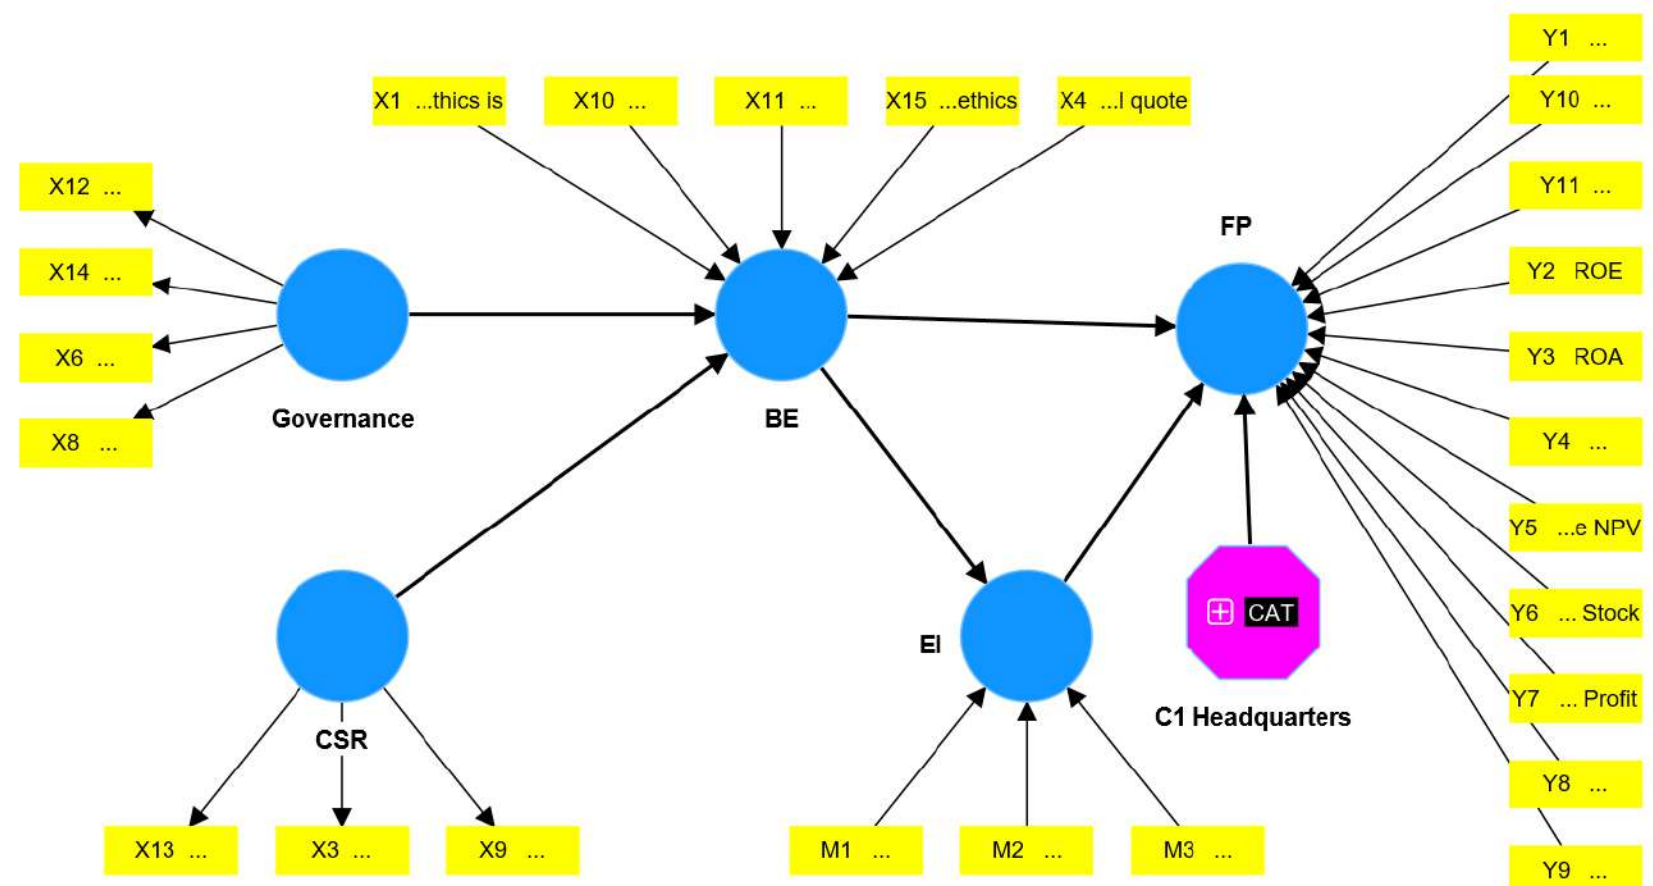 Y1 ...
X1 ...thics is
X10 ...
X11 ...
X15 ...ethics
X4 ...l quote
Y10 ...
X12 ...
Y11 ...
FP
X14 ...
Y2 ROE
X6 ...
Y3 ROA
Governance
BE
X8 ...
Y4 ...
Y5 ...e NPV
CAT
Y6 ... Stock
EI
Y7 ... Profit
C1 Headquarters
CSR
Y8 ...
X13 ...
X3 ...
X9 ...
M1 ...
M2 ...
M3 ...
Y9 ...